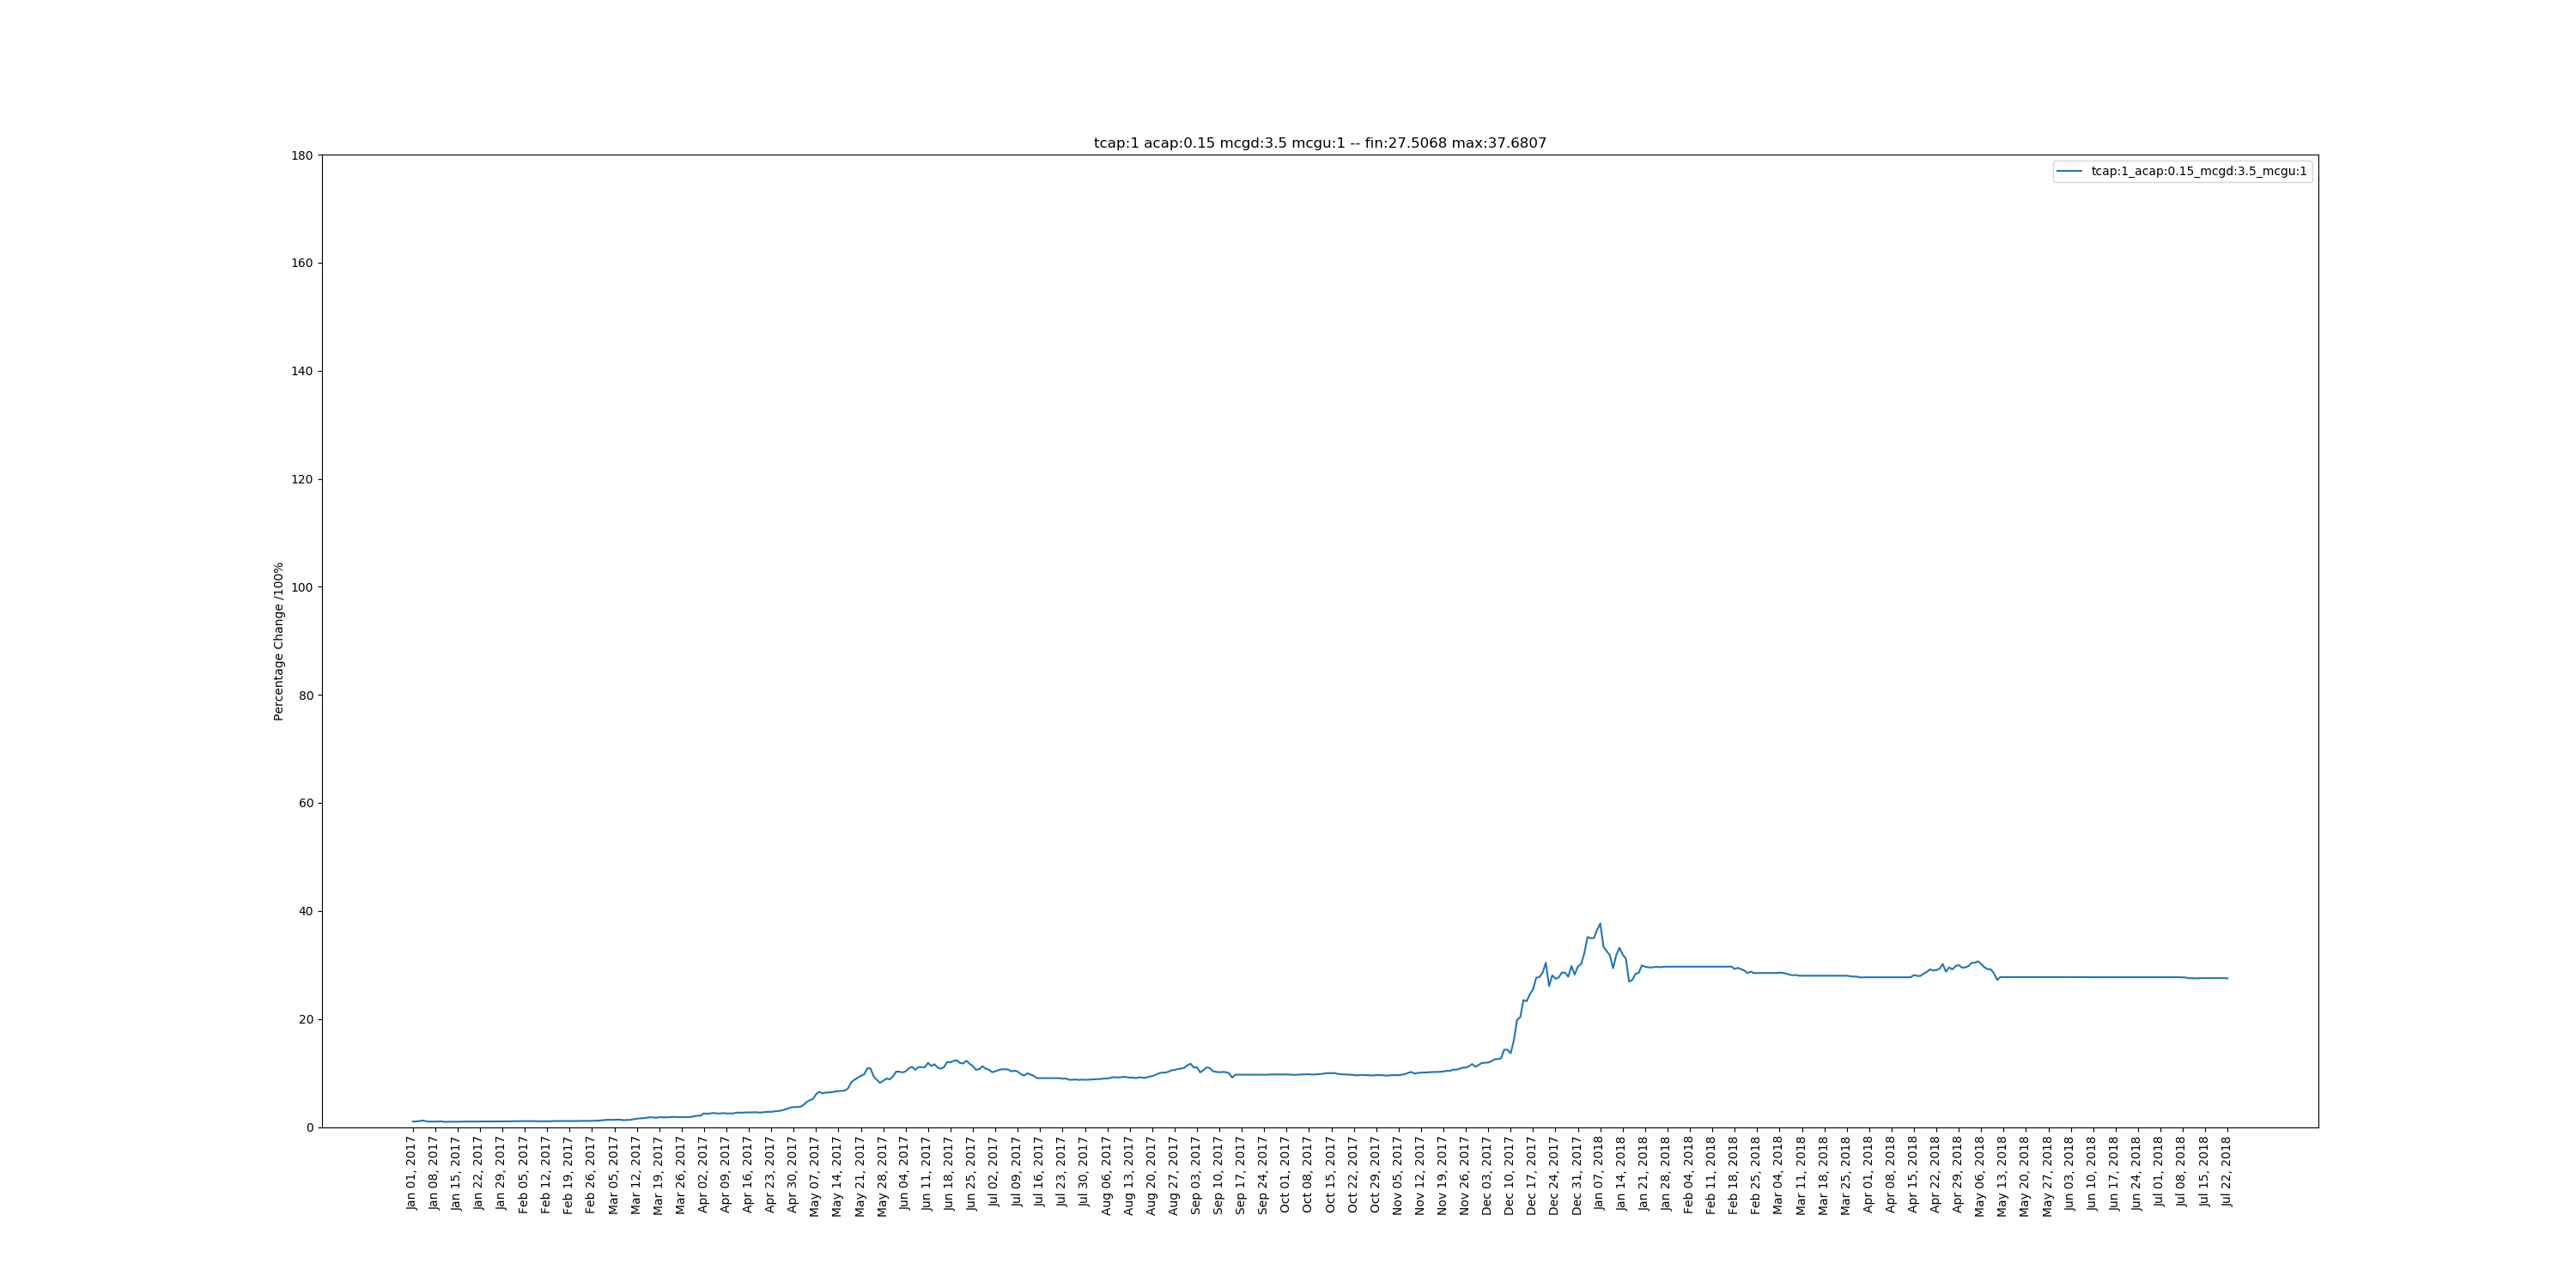 tcap:1 acap:0.15 mcgd:3.5 mcgu:1 -- fin:27.5068 max:37.6807
tcap:1_acap:0.15_mcgd:3.5_mcgu:1
Percentage Change /100%
180
160
140
120
100
80
60
40
20
0
Jan 01, 2017
Jan 08, 2017
Jan 15, 2017
Jan 22, 2017
Jan 29, 2017
Feb 05, 2017
Feb 12, 2017
Feb 19, 2017
Feb 26, 2017
Mar 05, 2017
Mar 12, 2017
Mar 19, 2017
Mar 26, 2017
Apr 02, 2017
Apr 09, 2017
Apr 16, 2017
Apr 23, 2017
Apr 30, 2017
May 07, 2017
May 14, 2017
May 21, 2017
May 28, 2017
Jun 04, 2017
Jun 11, 2017
Jun 18, 2017
Jun 25, 2017
Jul 02, 2017
Jul 09, 2017
Jul 16, 2017
Jul 23, 2017
Jul 30, 2017
Aug 06, 2017
Aug 13, 2017
Aug 20, 2017
Aug 27, 2017
Sep 03, 2017
Sep 10, 2017
Sep 17, 2017
Sep 24, 2017
Oct 01, 2017
Oct 08, 2017
Oct 15, 2017
Oct 22, 2017
Oct 29, 2017
Nov 05, 2017
Nov 12, 2017
Nov 19, 2017
Nov 26, 2017
Dec 03, 2017
Dec 10, 2017
Dec 17, 2017
Dec 24, 2017
Dec 31, 2017
Jan 07, 2018
Jan 14, 2018
Jan 21, 2018
Jan 28, 2018
Feb 04, 2018
Feb 11, 2018
Feb 18, 2018
Feb 25, 2018
Mar 04, 2018
Mar 11, 2018
Mar 18, 2018
Mar 25, 2018
Apr 01, 2018
Apr 08, 2018
Apr 15, 2018
Apr 22, 2018
Apr 29, 2018
May 06, 2018
May 13, 2018
May 20, 2018
May 27, 2018
Jun 03, 2018
Jun 10, 2018
Jun 17, 2018
Jun 24, 2018
Jul 01, 2018
Jul 08, 2018
Jul 15, 2018
Jul 22, 2018